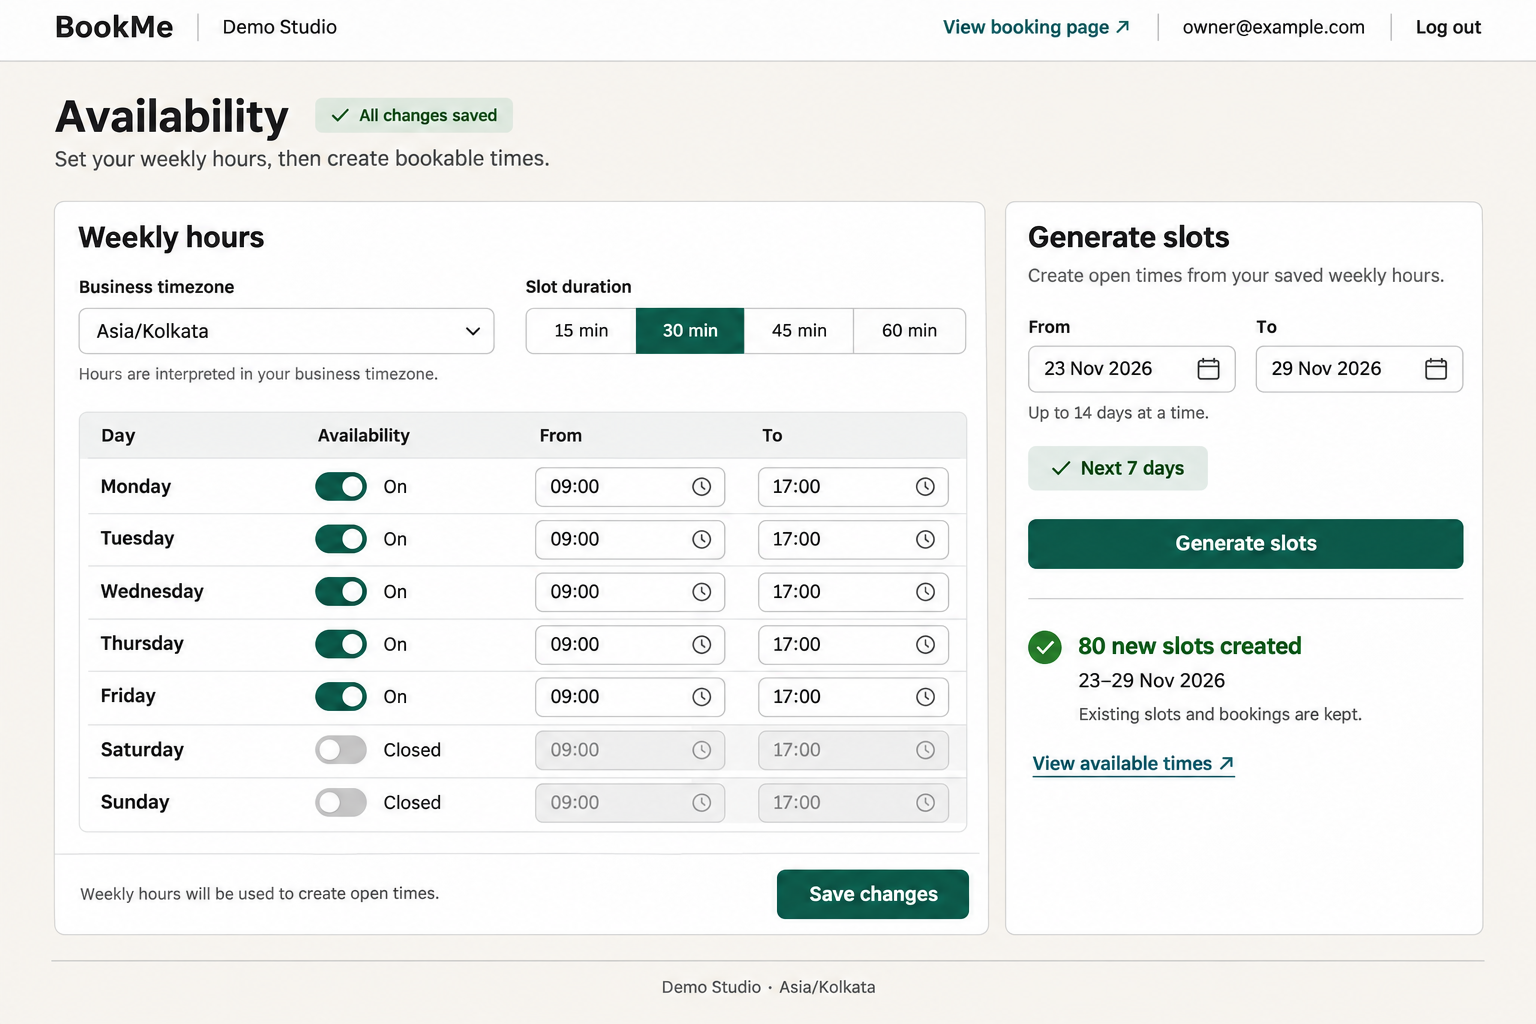 BookMe
Demo Studio
View booking page ↗
owner@example.com
Log out
Availability
All changes saved
Set your weekly hours, then create bookable times.
Weekly hours
Business timezone
Asia/Kolkata
Hours are interpreted in your business timezone.
Slot duration
15 min 30 min 45 min 60 min
Day Availability From To
Monday On 09:00 17:00
Tuesday On 09:00 17:00
Wednesday On 09:00 17:00
Thursday On 09:00 17:00
Friday On 09:00 17:00
Saturday Closed 09:00 17:00
Sunday Closed 09:00 17:00
Weekly hours will be used to create open times.
Save changes
Generate slots
Create open times from your saved weekly hours.
From To
23 Nov 2026 29 Nov 2026
Up to 14 days at a time.
Next 7 days
Generate slots
80 new slots created
23–29 Nov 2026
Existing slots and bookings are kept.
View available times ↗
Demo Studio · Asia/Kolkata